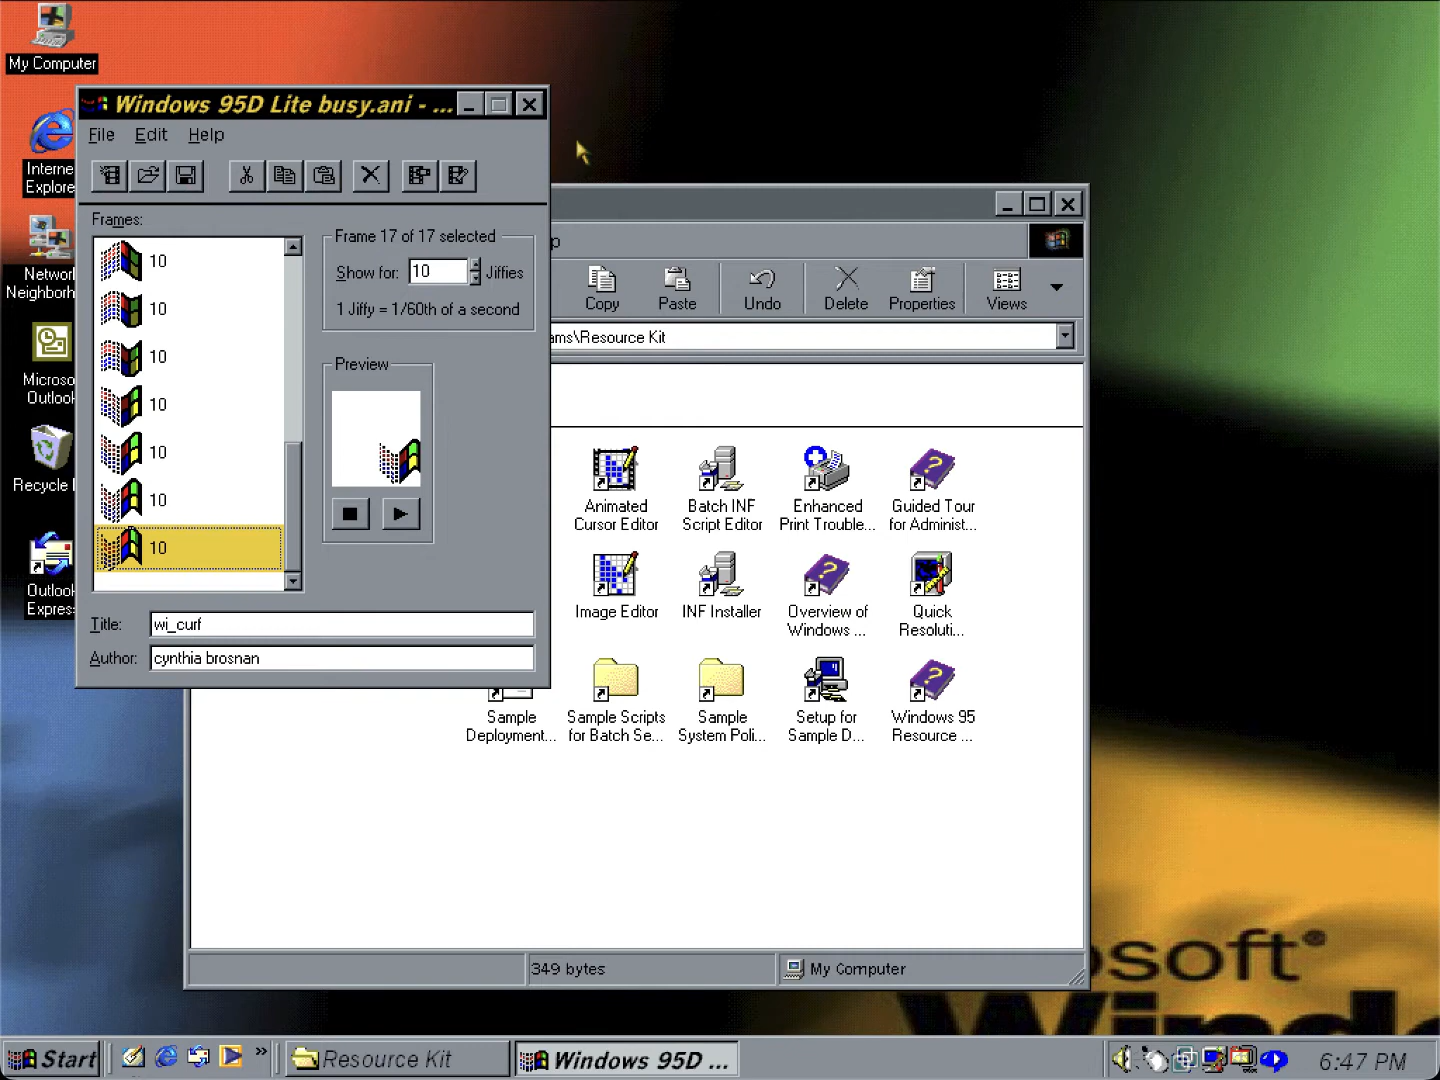 My Computer
Interne
Explore
Networ
Neighborh
Microso
Outlook
Recycle
Outloo
Expres
Windows 95D Lite busy.ani - ...
File Edit Help
Frames:
10
10
10
10
10
10
10
Frame 17 of 17 selected
Show for: 10 Jiffies
1 Jiffy = 1/60th of a second
Preview
Title: wi_curf
Author: cynthia brosnan
p
Copy Paste Undo Delete Properties Views
ams\Resource Kit
Animated
Cursor Editor
Batch INF
Script Editor
Enhanced
Print Trouble...
Guided Tour
for Administ...
Image Editor
INF Installer
Overview of
Windows ...
Quick
Resoluti...
Sample
Deployment...
Sample Scripts
for Batch Se...
Sample
System Poli...
Setup for
Sample D...
Windows 95
Resource ...
349 bytes
My Computer
osoft®
Windo
Start
Resource Kit
Windows 95D ...
6:47 PM